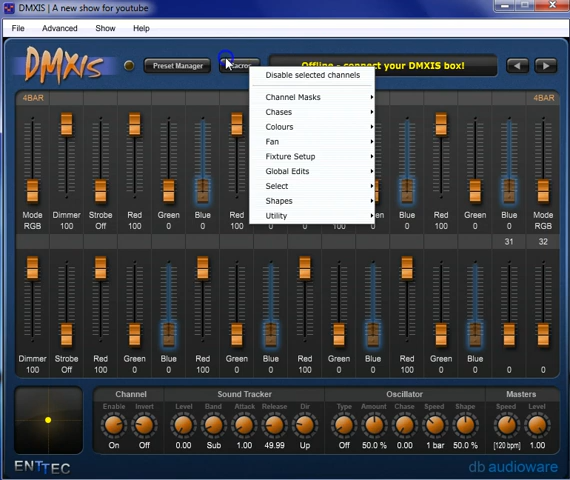 DMXIS | A new show for youtube
File Advanced Show Help
DMXIS Preset Manager Macros Offline - connect your DMXIS box!
Disable selected channels
Channel Masks
Chases
Colours
Fan
Fixture Setup
Global Edits
Select
Shapes
Utility
4BAR 4BAR
Mode Dimmer Strobe Red Green Blue Red Blue Red Green Blue Mode
RGB 100 Off 100 0 0 100 0 100 0 100 0 0 RGB
31 32
Dimmer Strobe Red Green Blue Red Green Blue Red Green Blue Red Green Blue
100 Off 100 0 0 100 0 0 100 0 0 100 0 0 0 0
Channel Sound Tracker Oscillator Masters
Enable Invert Level Band Attack Release Dir Type Amount Chase Speed Shape Speed Level
On Off 0.00 Sub 1.00 49.99 Up Off 50.0 % 0.00 1 bar 50.0 % [120 bpm] 1.00
ENTTEC db audioware